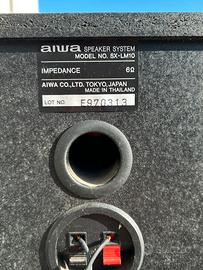 aiwa SPEAKER SYSTEM
MODEL NO. SX-LM10
IMPEDANCE 6Ω
AIWA CO., LTD. TOKYO, JAPAN
MADE IN THAILAND
LOT NO. E970313